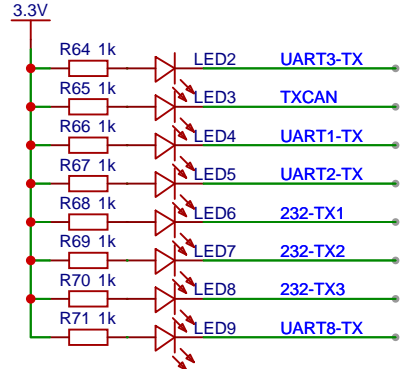 3.3V
R64 1k LED2 UART3-TX
R65 1k LED3 TXCAN
R66 1k LED4 UART1-TX
R67 1k LED5 UART2-TX
R68 1k LED6 232-TX1
R69 1k LED7 232-TX2
R70 1k LED8 232-TX3
R71 1k LED9 UART8-TX